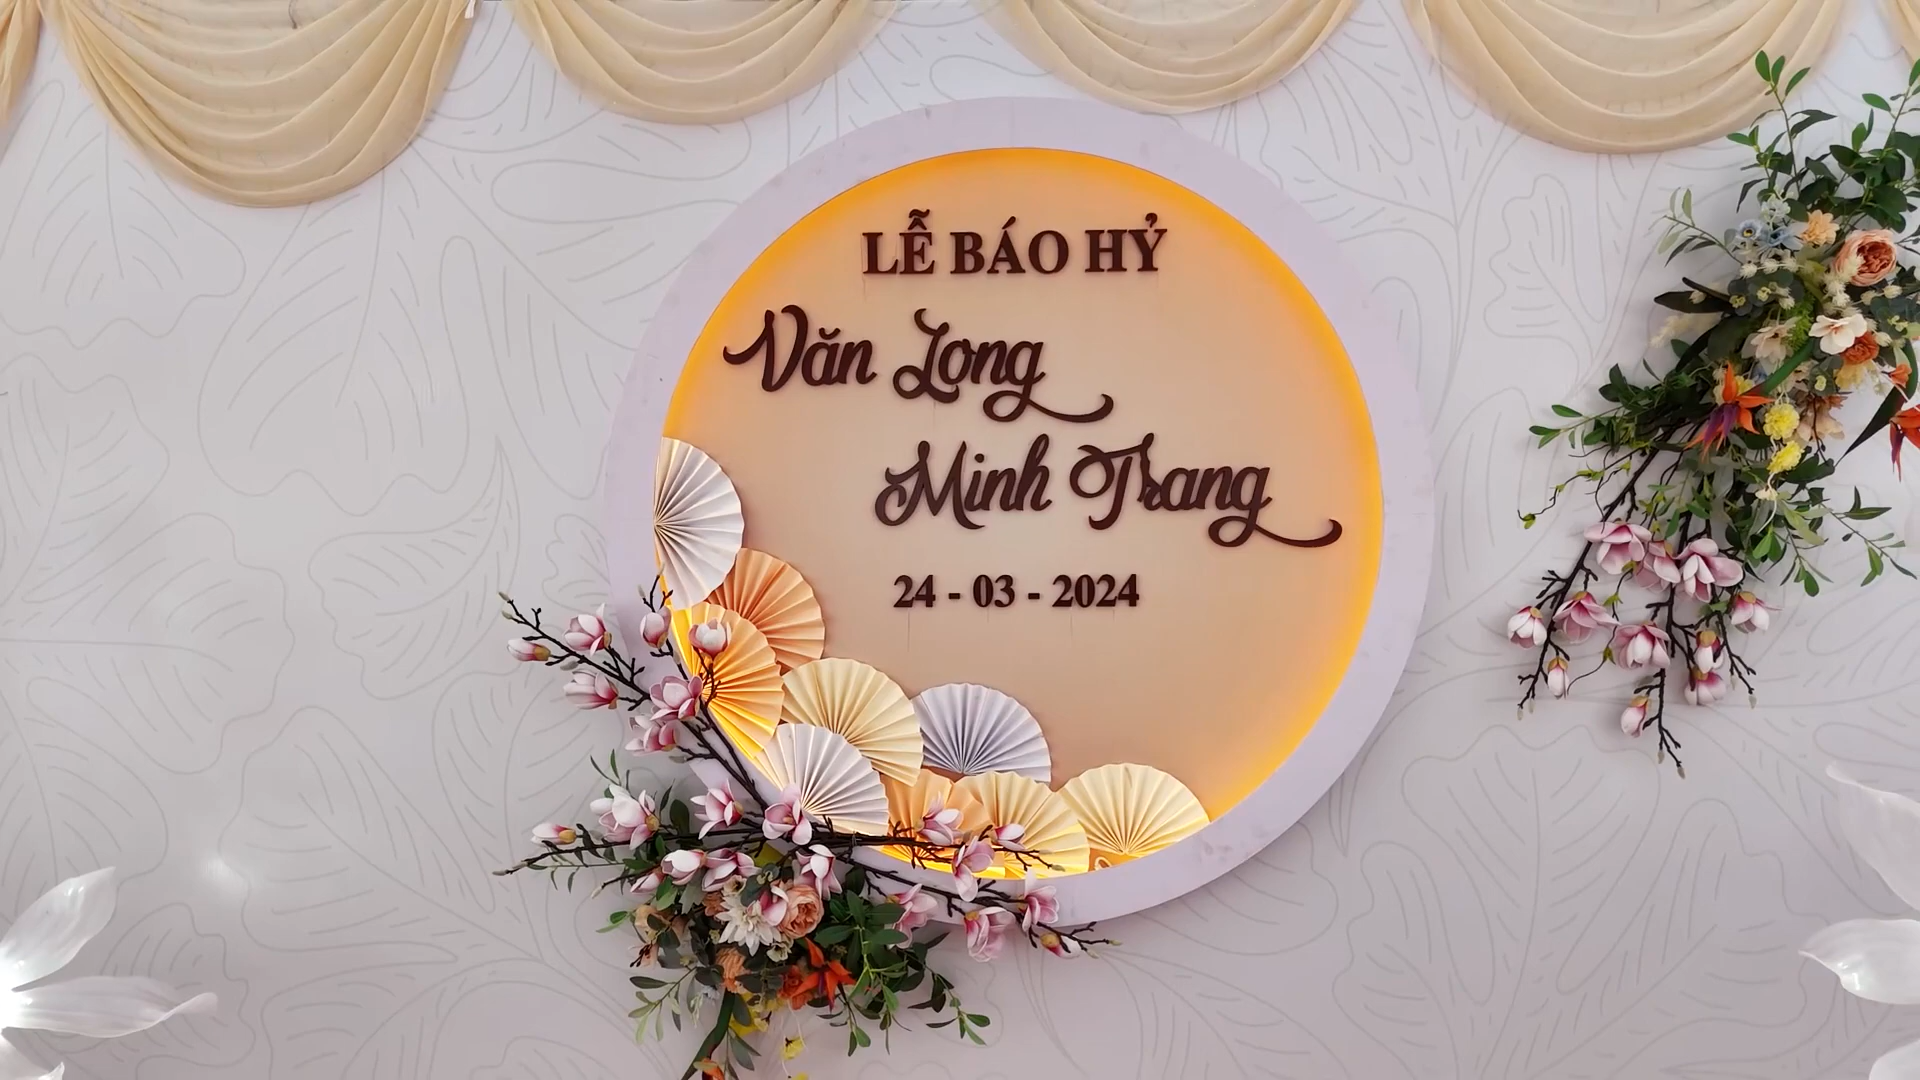 LỄ BÁO HỶ
Văn Long
Minh Trang
24 - 03 - 2024